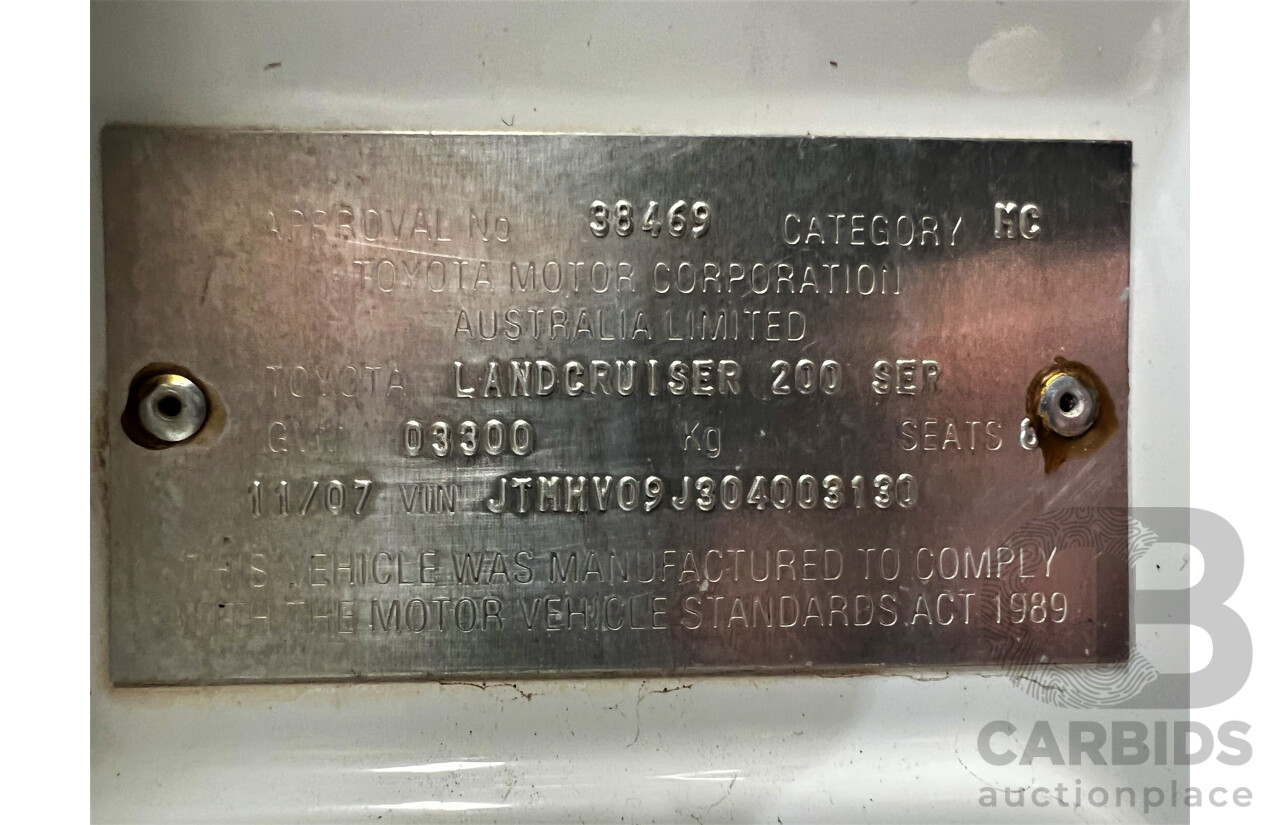 APPROVAL No 38469 CATEGORY MC
TOYOTA MOTOR CORPORATION
AUSTRALIA LIMITED
TOYOTA LANDCRUISER 200 SER
GVM 03300 Kg SEATS
11/07 VIN JTMHV09J304003130
THIS VEHICLE WAS MANUFACTURED TO COMPLY
WITH THE MOTOR VEHICLE STANDARDS ACT 1989
CB
CARBIDS
auctionplace